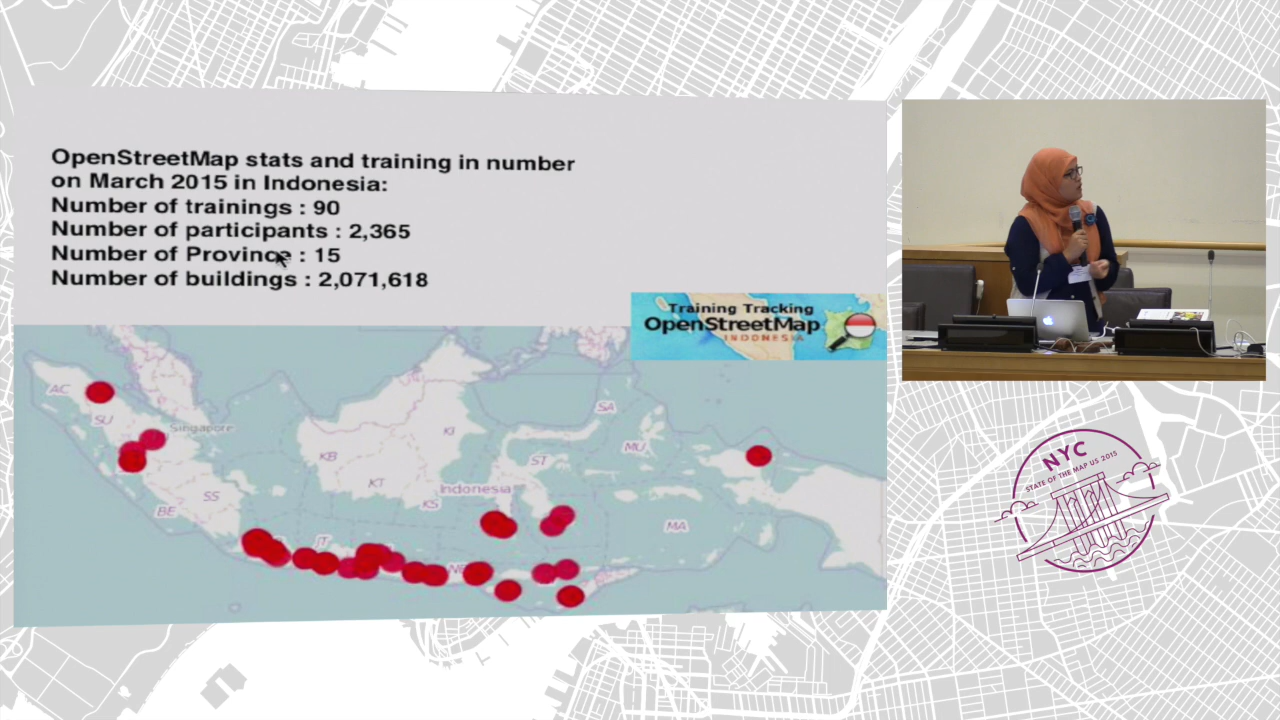 OpenStreetMap stats and training in number
on March 2015 in Indonesia:
Number of trainings : 90
Number of participants : 2,365
Number of Province : 15
Number of buildings : 2,071,618
Training Tracking
OpenStreetMap
INDONESIA
AC
SU
Singapore
SA
KI
MU
KB
ST
KT
Indonesia
SS
KS
BE
MA
JT
NYC
STATE OF THE MAP US 2015